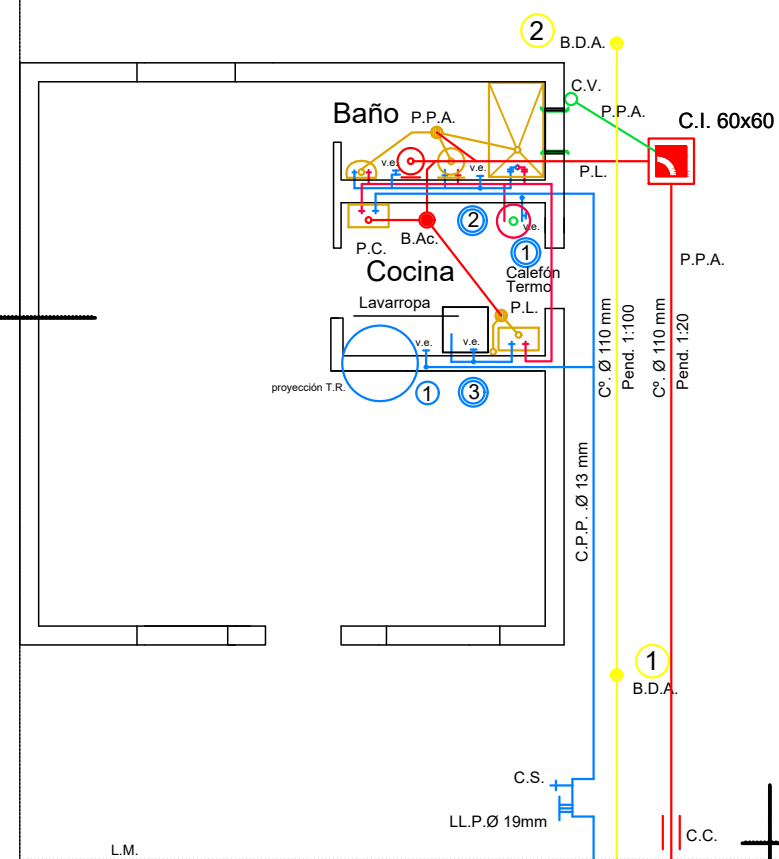 2
B.D.A.
C.V.
Baño
P.P.A.
P.P.A.
C.I. 60x60
v.e.
v.e.
P.L.
2
v.e.
P.C.
B.Ac.
1
P.P.A.
Cocina
Calefón
Termo
Lavarropa
P.L.
v.e.
v.e.
proyección T.R.
1
3
Cº. Ø 110 mm
Pend. 1:100
Cº. Ø 110 mm
Pend. 1:20
C.P.P. .Ø 13 mm
1
B.D.A.
C.S.
LL.P.Ø 19mm
C.C.
L.M.